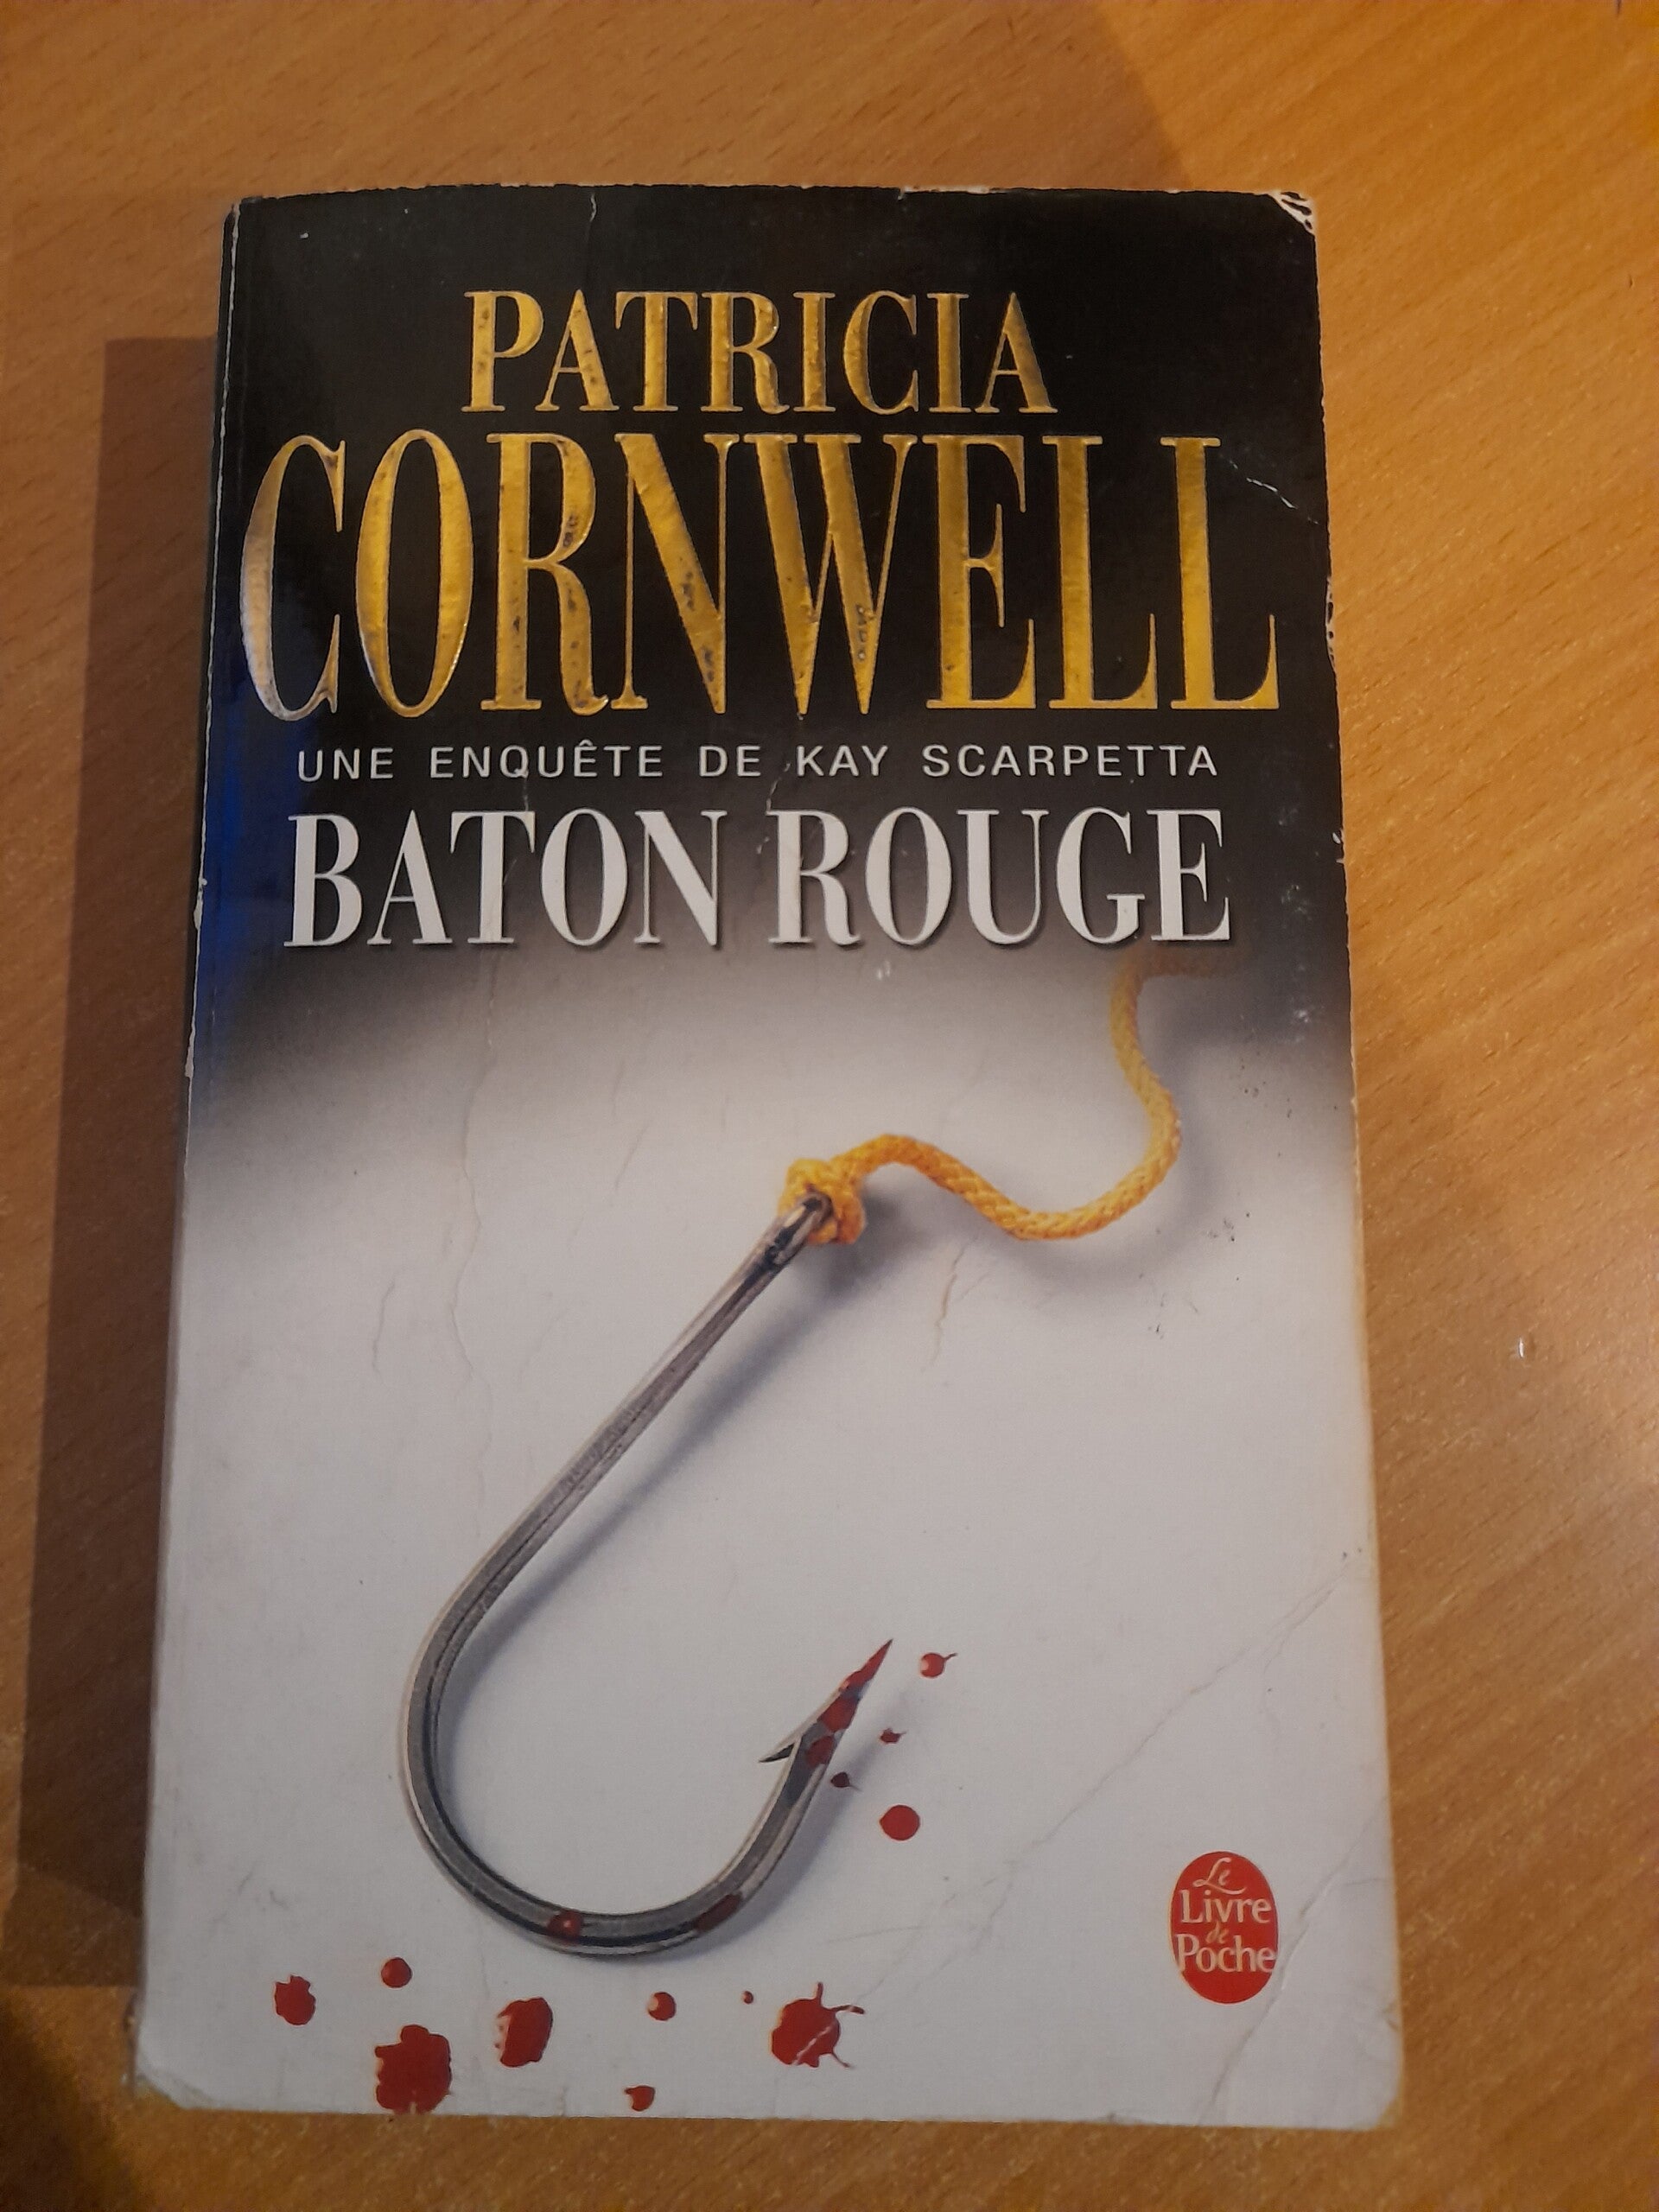 PATRICIA
CORNWELL
UNE ENQUÊTE DE KAY SCARPETTA
BATON ROUGE
Le
Livre
de
Poche